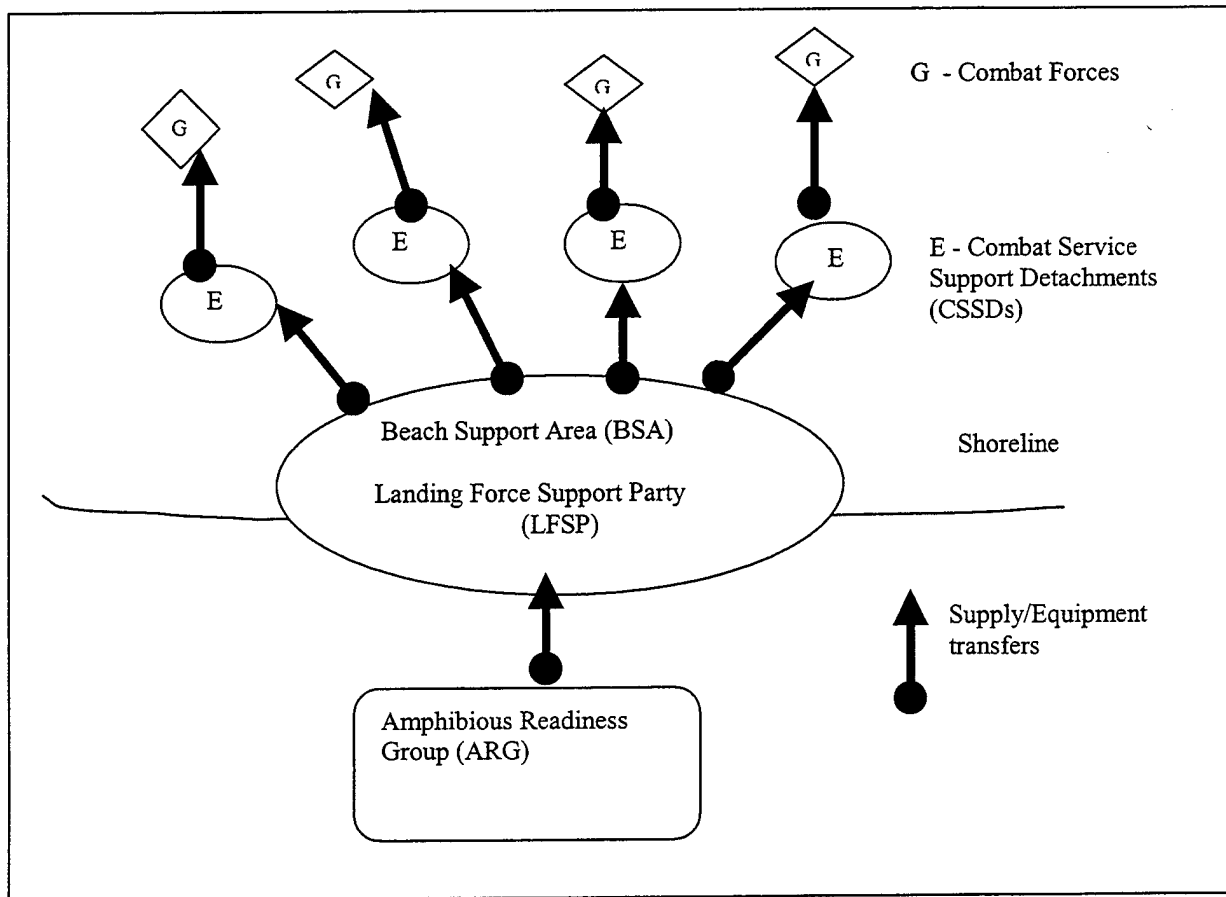 G
G
G
G
G - Combat Forces
E
E
E
E
E - Combat Service
Support Detachments
(CSSDs)
Beach Support Area (BSA)
Landing Force Support Party
(LFSP)
Shoreline
Supply/Equipment
transfers
Amphibious Readiness
Group (ARG)